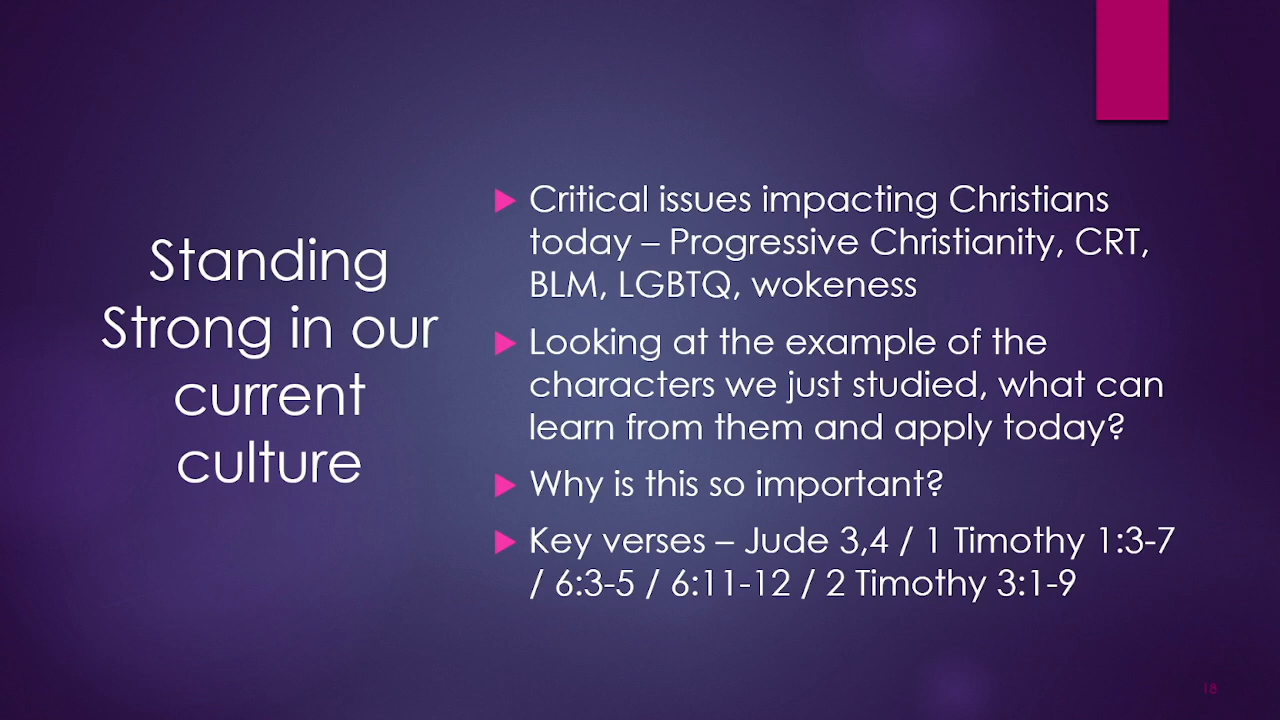 Standing
Strong in our
current
culture
Critical issues impacting Christians
today – Progressive Christianity, CRT,
BLM, LGBTQ, wokeness
Looking at the example of the
characters we just studied, what can
learn from them and apply today?
Why is this so important?
Key verses – Jude 3,4 / 1 Timothy 1:3-7
/ 6:3-5 / 6:11-12 / 2 Timothy 3:1-9
18